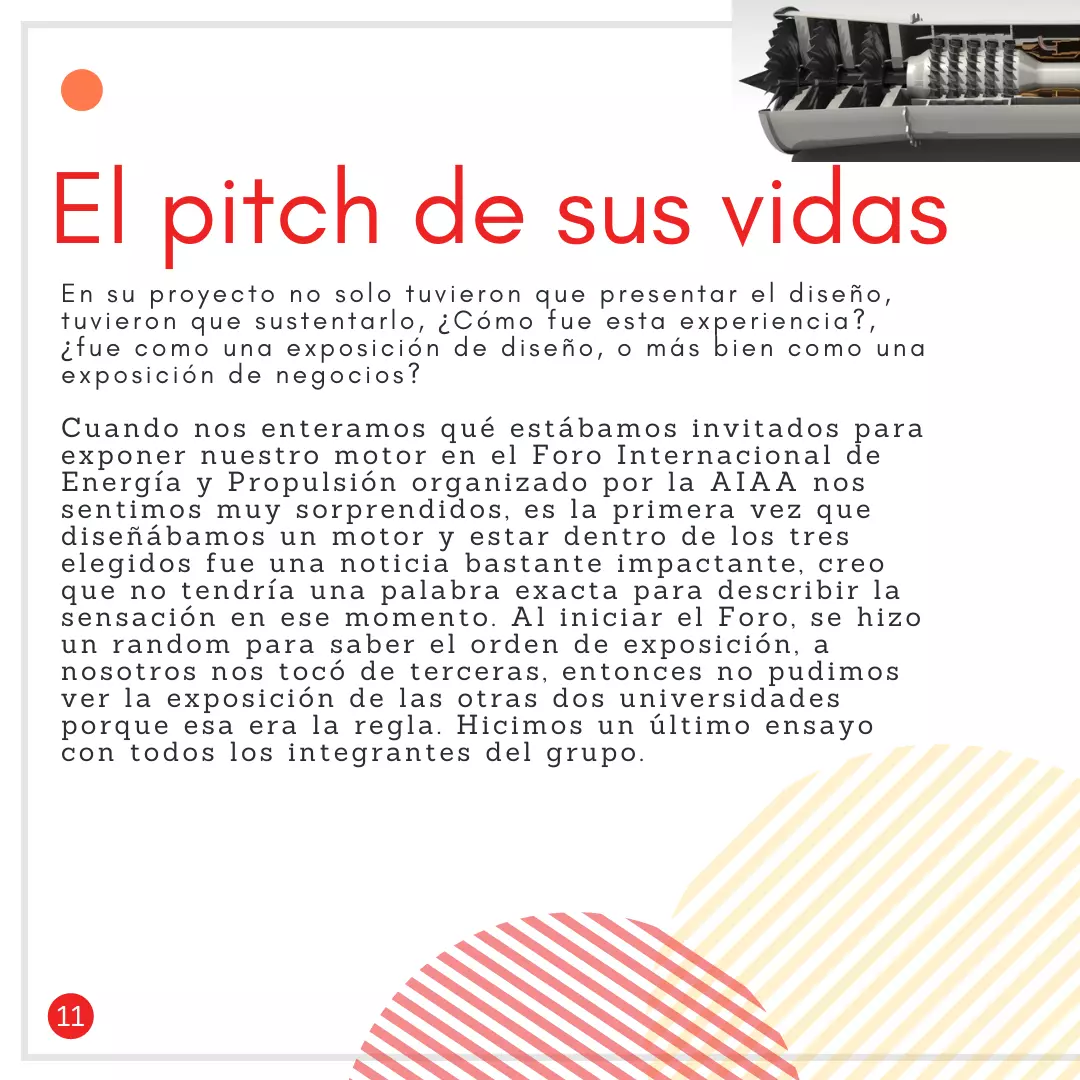 El pitch de sus vidas
En su proyecto no solo tuvieron que presentar el diseño,
tuvieron que sustentarlo, ¿Cómo fue esta experiencia?,
¿fue como una exposición de diseño, o más bien como una
exposición de negocios?
Cuando nos enteramos qué estábamos invitados para
exponer nuestro motor en el Foro Internacional de
Energía y Propulsión organizado por la AIAA nos
sentimos muy sorprendidos, es la primera vez que
diseñábamos un motor y estar dentro de los tres
elegidos fue una noticia bastante impactante, creo
que no tendría una palabra exacta para describir la
sensación en ese momento. Al iniciar el Foro, se hizo
un random para saber el orden de exposición, a
nosotros nos tocó de terceras, entonces no pudimos
ver la exposición de las otras dos universidades
porque esa era la regla. Hicimos un último ensayo
con todos los integrantes del grupo.
11